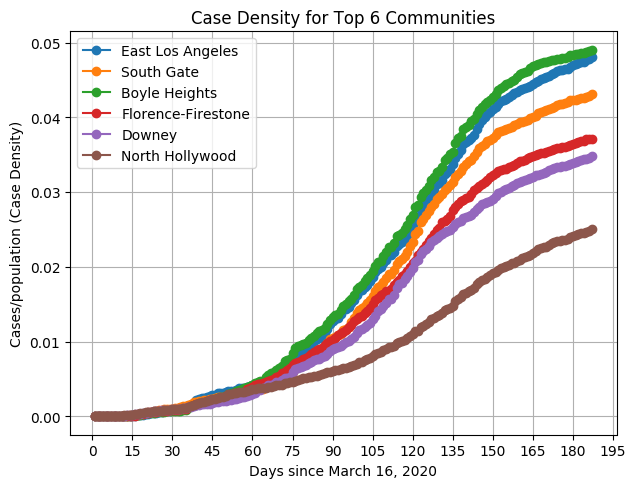 Case Density for Top 6 Communities
East Los Angeles
South Gate
Boyle Heights
Florence-Firestone
Downey
North Hollywood
Cases/population (Case Density)
0.05
0.04
0.03
0.02
0.01
0.00
0 15 30 45 60 75 90 105 120 135 150 165 180 195
Days since March 16, 2020